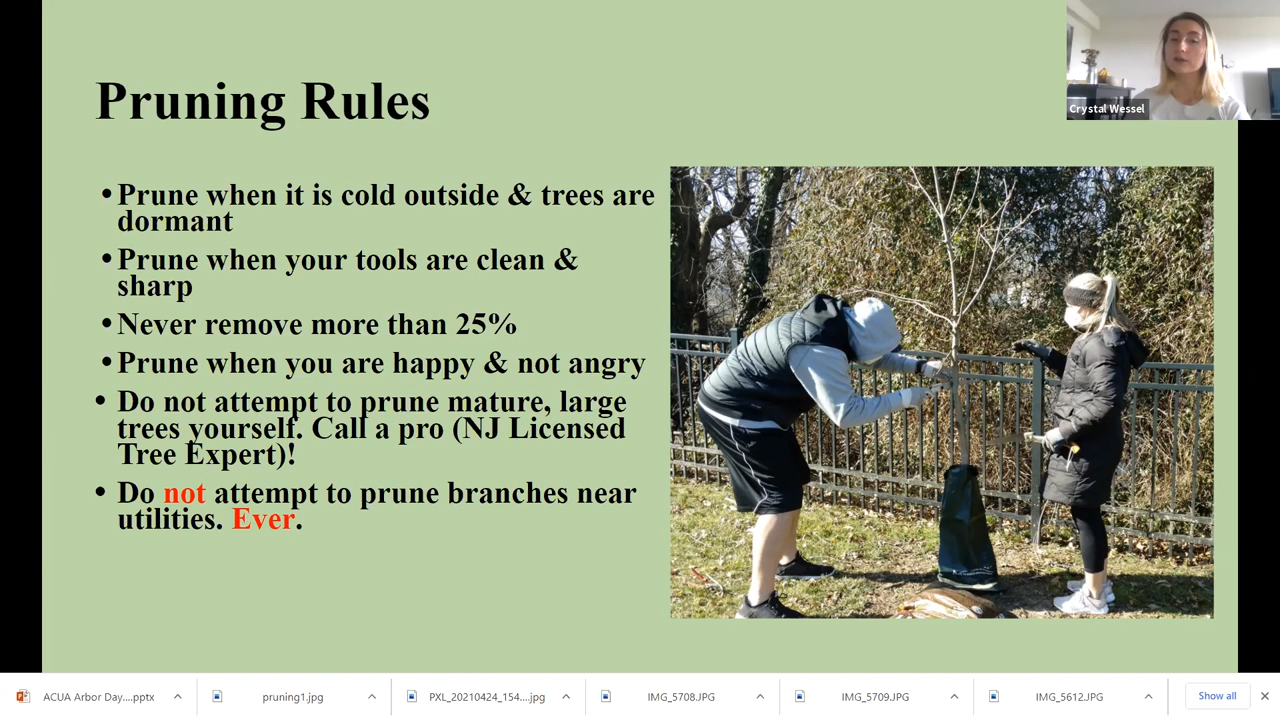 Crystal Wessel
Pruning Rules
• Prune when it is cold outside & trees are
dormant
• Prune when your tools are clean &
sharp
• Never remove more than 25%
• Prune when you are happy & not angry
• Do not attempt to prune mature, large
trees yourself. Call a pro (NJ Licensed
Tree Expert)!
• Do not attempt to prune branches near
utilities. Ever.
ACUA Arbor Day....pptx
pruning1.jpg
PXL_20210424_154....jpg
IMG_5708.JPG
IMG_5709.JPG
IMG_5612.JPG
Show all